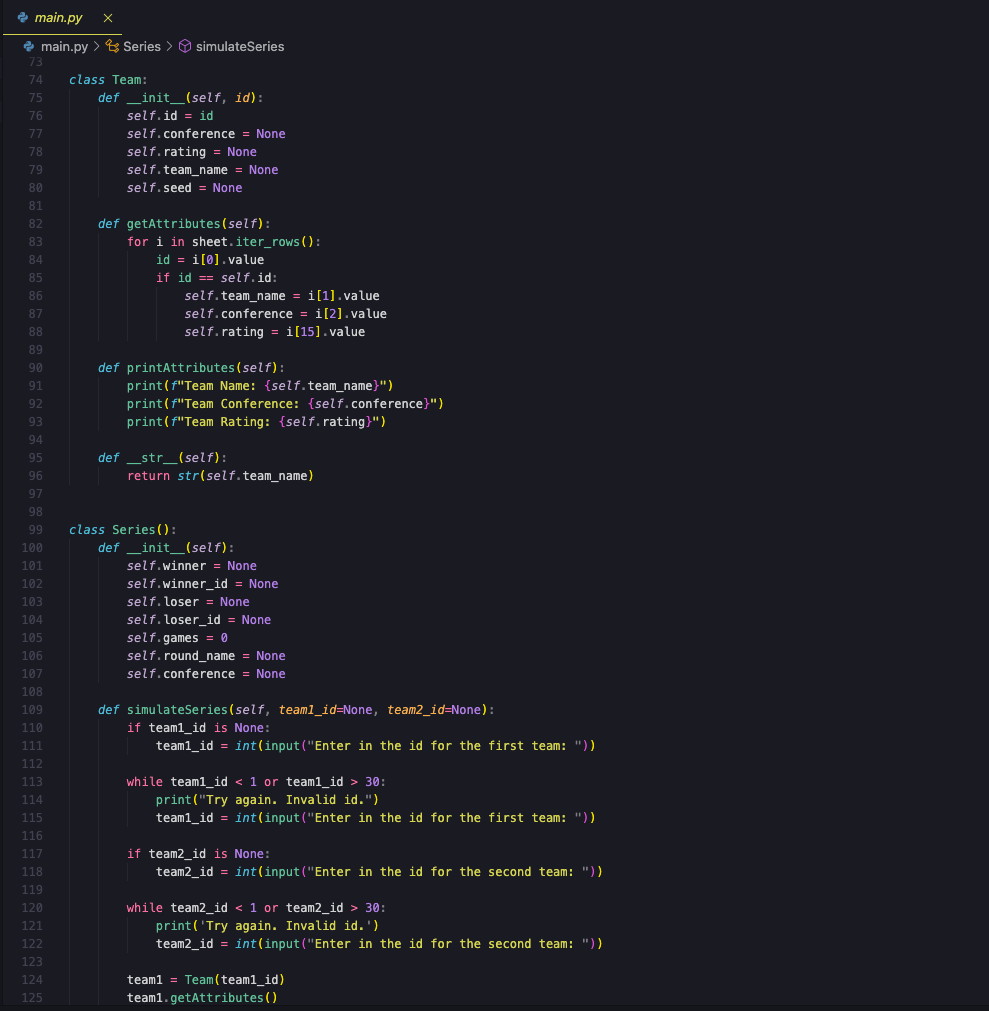 main.py
main.py > Series > simulateSeries
73
74 class Team:
75     def __init__(self, id):
76         self.id = id
77         self.conference = None
78         self.rating = None
79         self.team_name = None
80         self.seed = None
81
82     def getAttributes(self):
83         for i in sheet.iter_rows():
84             id = i[0].value
85             if id == self.id:
86                 self.team_name = i[1].value
87                 self.conference = i[2].value
88                 self.rating = i[15].value
89
90     def printAttributes(self):
91         print(f"Team Name: {self.team_name}")
92         print(f"Team Conference: {self.conference}")
93         print(f"Team Rating: {self.rating}")
94
95     def __str__(self):
96         return str(self.team_name)
97
98
99 class Series():
100     def __init__(self):
101         self.winner = None
102         self.winner_id = None
103         self.loser = None
104         self.loser_id = None
105         self.games = 0
106         self.round_name = None
107         self.conference = None
108
109     def simulateSeries(self, team1_id=None, team2_id=None):
110         if team1_id is None:
111             team1_id = int(input("Enter in the id for the first team: "))
112
113         while team1_id < 1 or team1_id > 30:
114             print("Try again. Invalid id.")
115             team1_id = int(input("Enter in the id for the first team: "))
116
117         if team2_id is None:
118             team2_id = int(input("Enter in the id for the second team: "))
119
120         while team2_id < 1 or team2_id > 30:
121             print('Try again. Invalid id.')
122             team2_id = int(input("Enter in the id for the second team: "))
123
124         team1 = Team(team1_id)
125         team1.getAttributes()